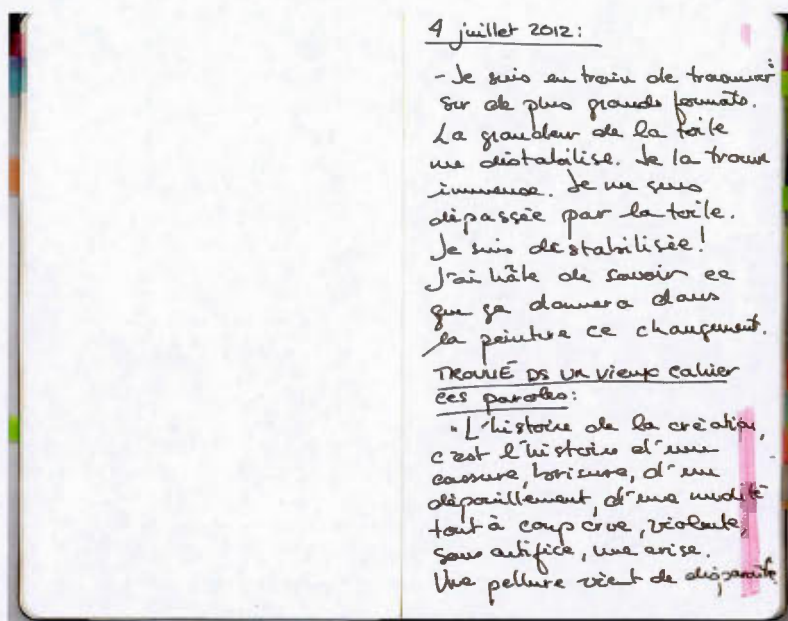 4 juillet 2012:
- Je suis en train de travailler
sur de plus grands formats.
La grandeur de la toile
me déstabilise. Je la trouve
immense. Je me sens
dépassée par la toile.
Je suis déstabilisée!
J'ai hâte de savoir ce
que ça donnera dans
la peinture ce changement.
TROUVÉ DS UN vieux cahier
ces paroles:
"L'histoire de la création,
c'est l'histoire d'une
cassure, brisure, d'un
dépouillement, d'une nudité
tout à coup crue, violente,
sans artifice, une crise.
Une pellure vient de disparaître